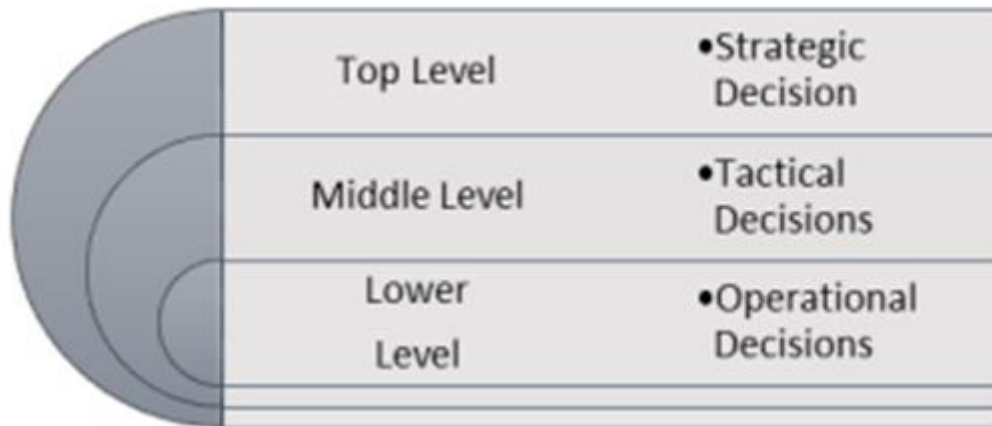 Top Level
•Strategic
Decision
Middle Level
•Tactical
Decisions
Lower
Level
•Operational
Decisions